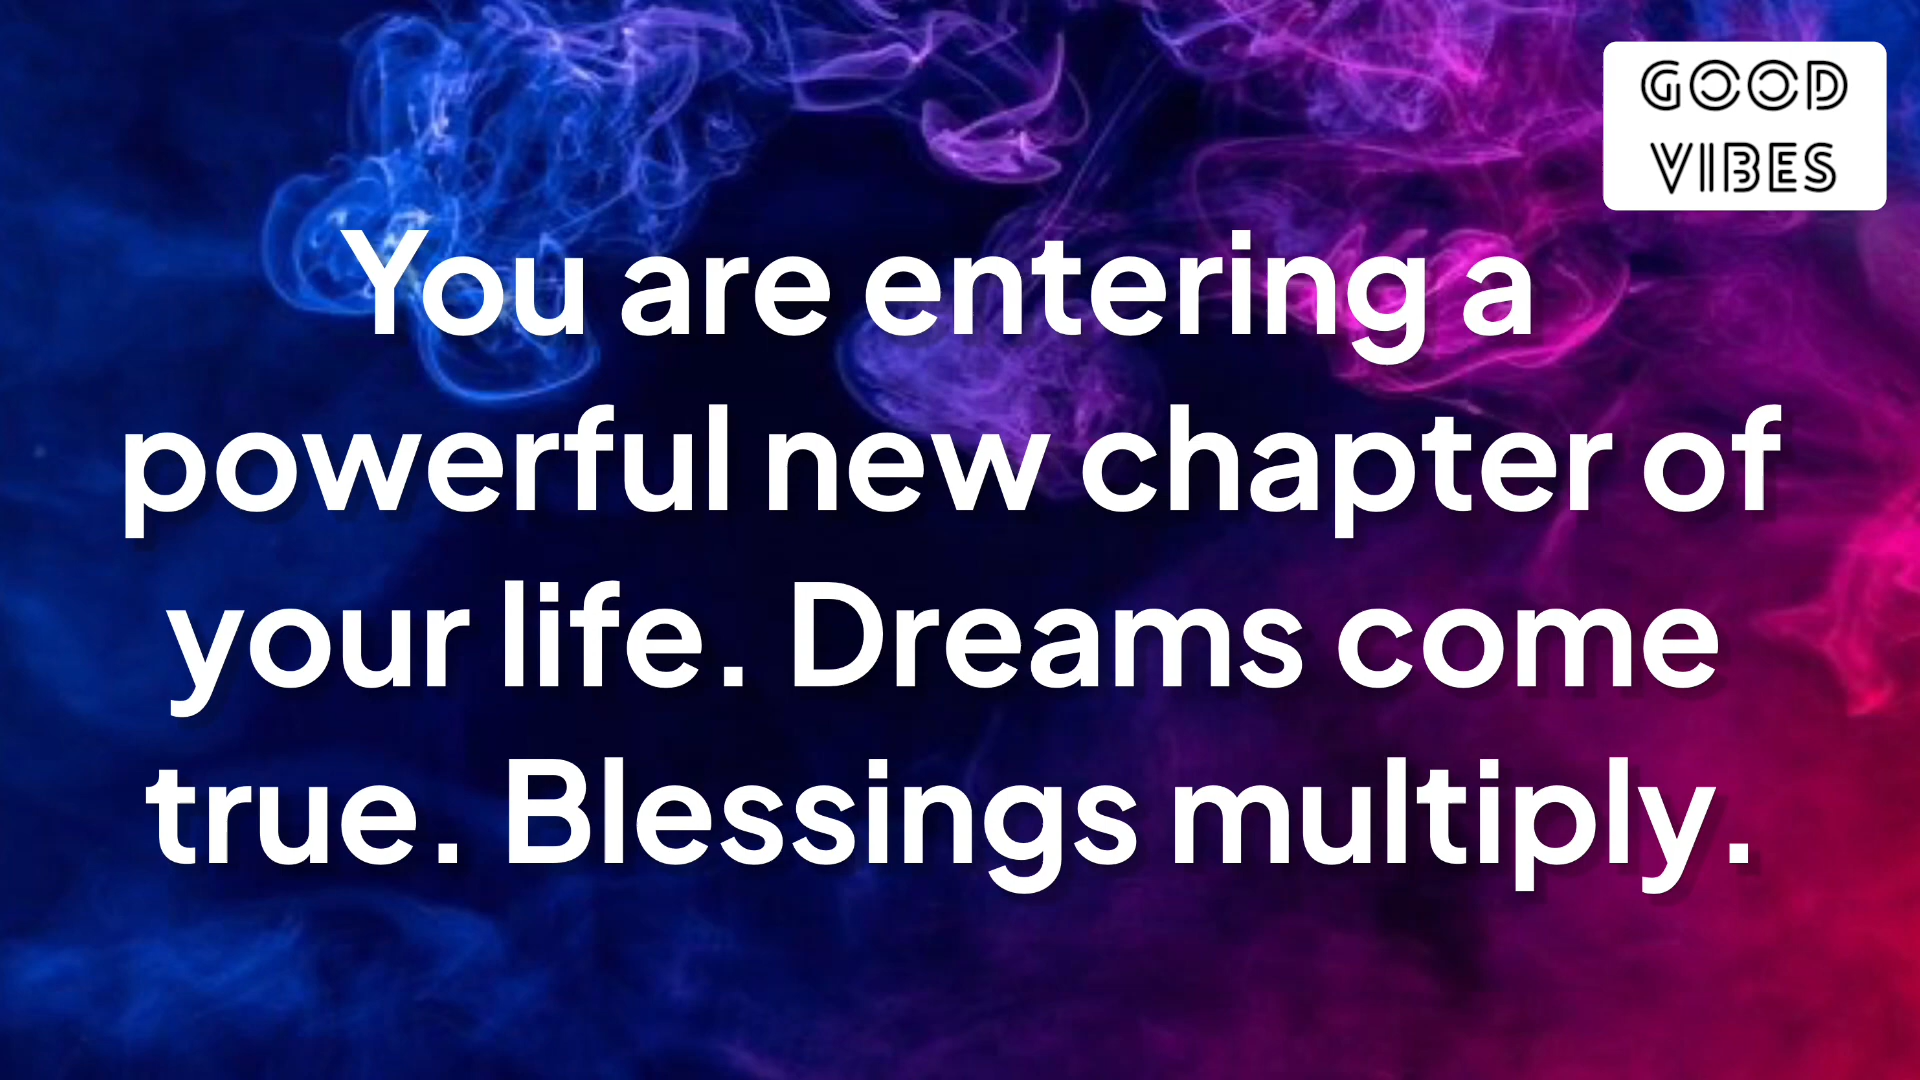 GOOD
VIBES
You are entering a
powerful new chapter of
your life. Dreams come
true. Blessings multiply.